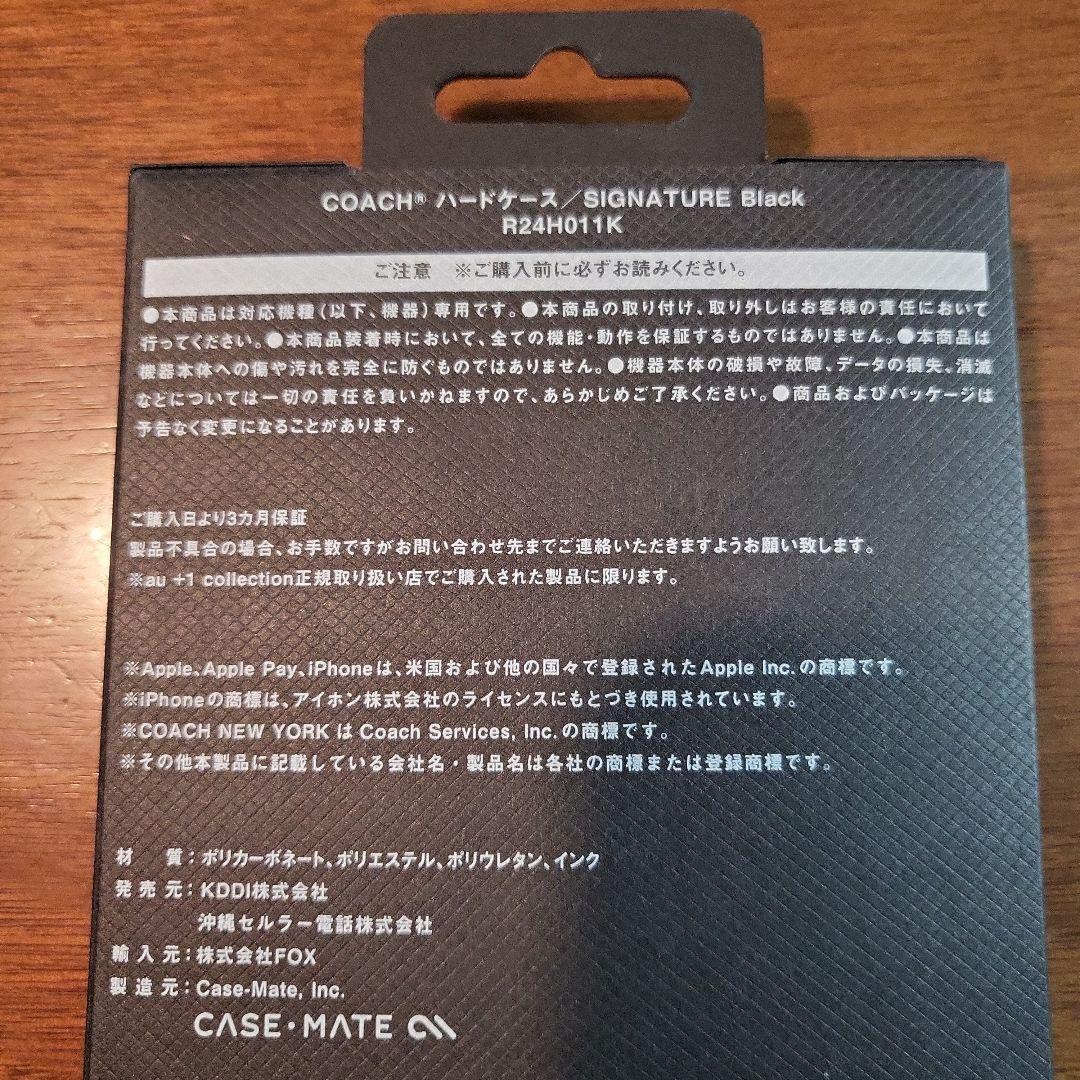 COACH® ハードケース／SIGNATURE Black
R24H011K
ご注意　※ご購入前に必ずお読みください。
●本商品は対応機種（以下、機器）専用です。●本商品の取り付け、取り外しはお客様の責任において
行ってください。●本商品装着時において、全ての機能・動作を保証するものではありません。●本商品は
機器本体への傷や汚れを完全に防ぐものではありません。●機器本体の破損や故障、データの損失、消滅
などについては一切の責任を負いかねますので、あらかじめご了承ください。●商品およびパッケージは
予告なく変更になることがあります。
ご購入日より3カ月保証
製品不具合の場合、お手数ですがお問い合わせ先までご連絡いただきますようお願い致します。
※au +1 collection正規取り扱い店でご購入された製品に限ります。
※Apple、Apple Pay、iPhoneは、米国および他の国々で登録されたApple Inc.の商標です。
※iPhoneの商標は、アイホン株式会社のライセンスにもとづき使用されています。
※COACH NEW YORK は Coach Services, Inc.の商標です。
※その他本製品に記載している会社名・製品名は各社の商標または登録商標です。
材　質：ポリカーボネート、ポリエステル、ポリウレタン、インク
発売元：KDDI株式会社
沖縄セルラー電話株式会社
輸入元：株式会社FOX
製造元：Case-Mate, Inc.
CASE・MATE